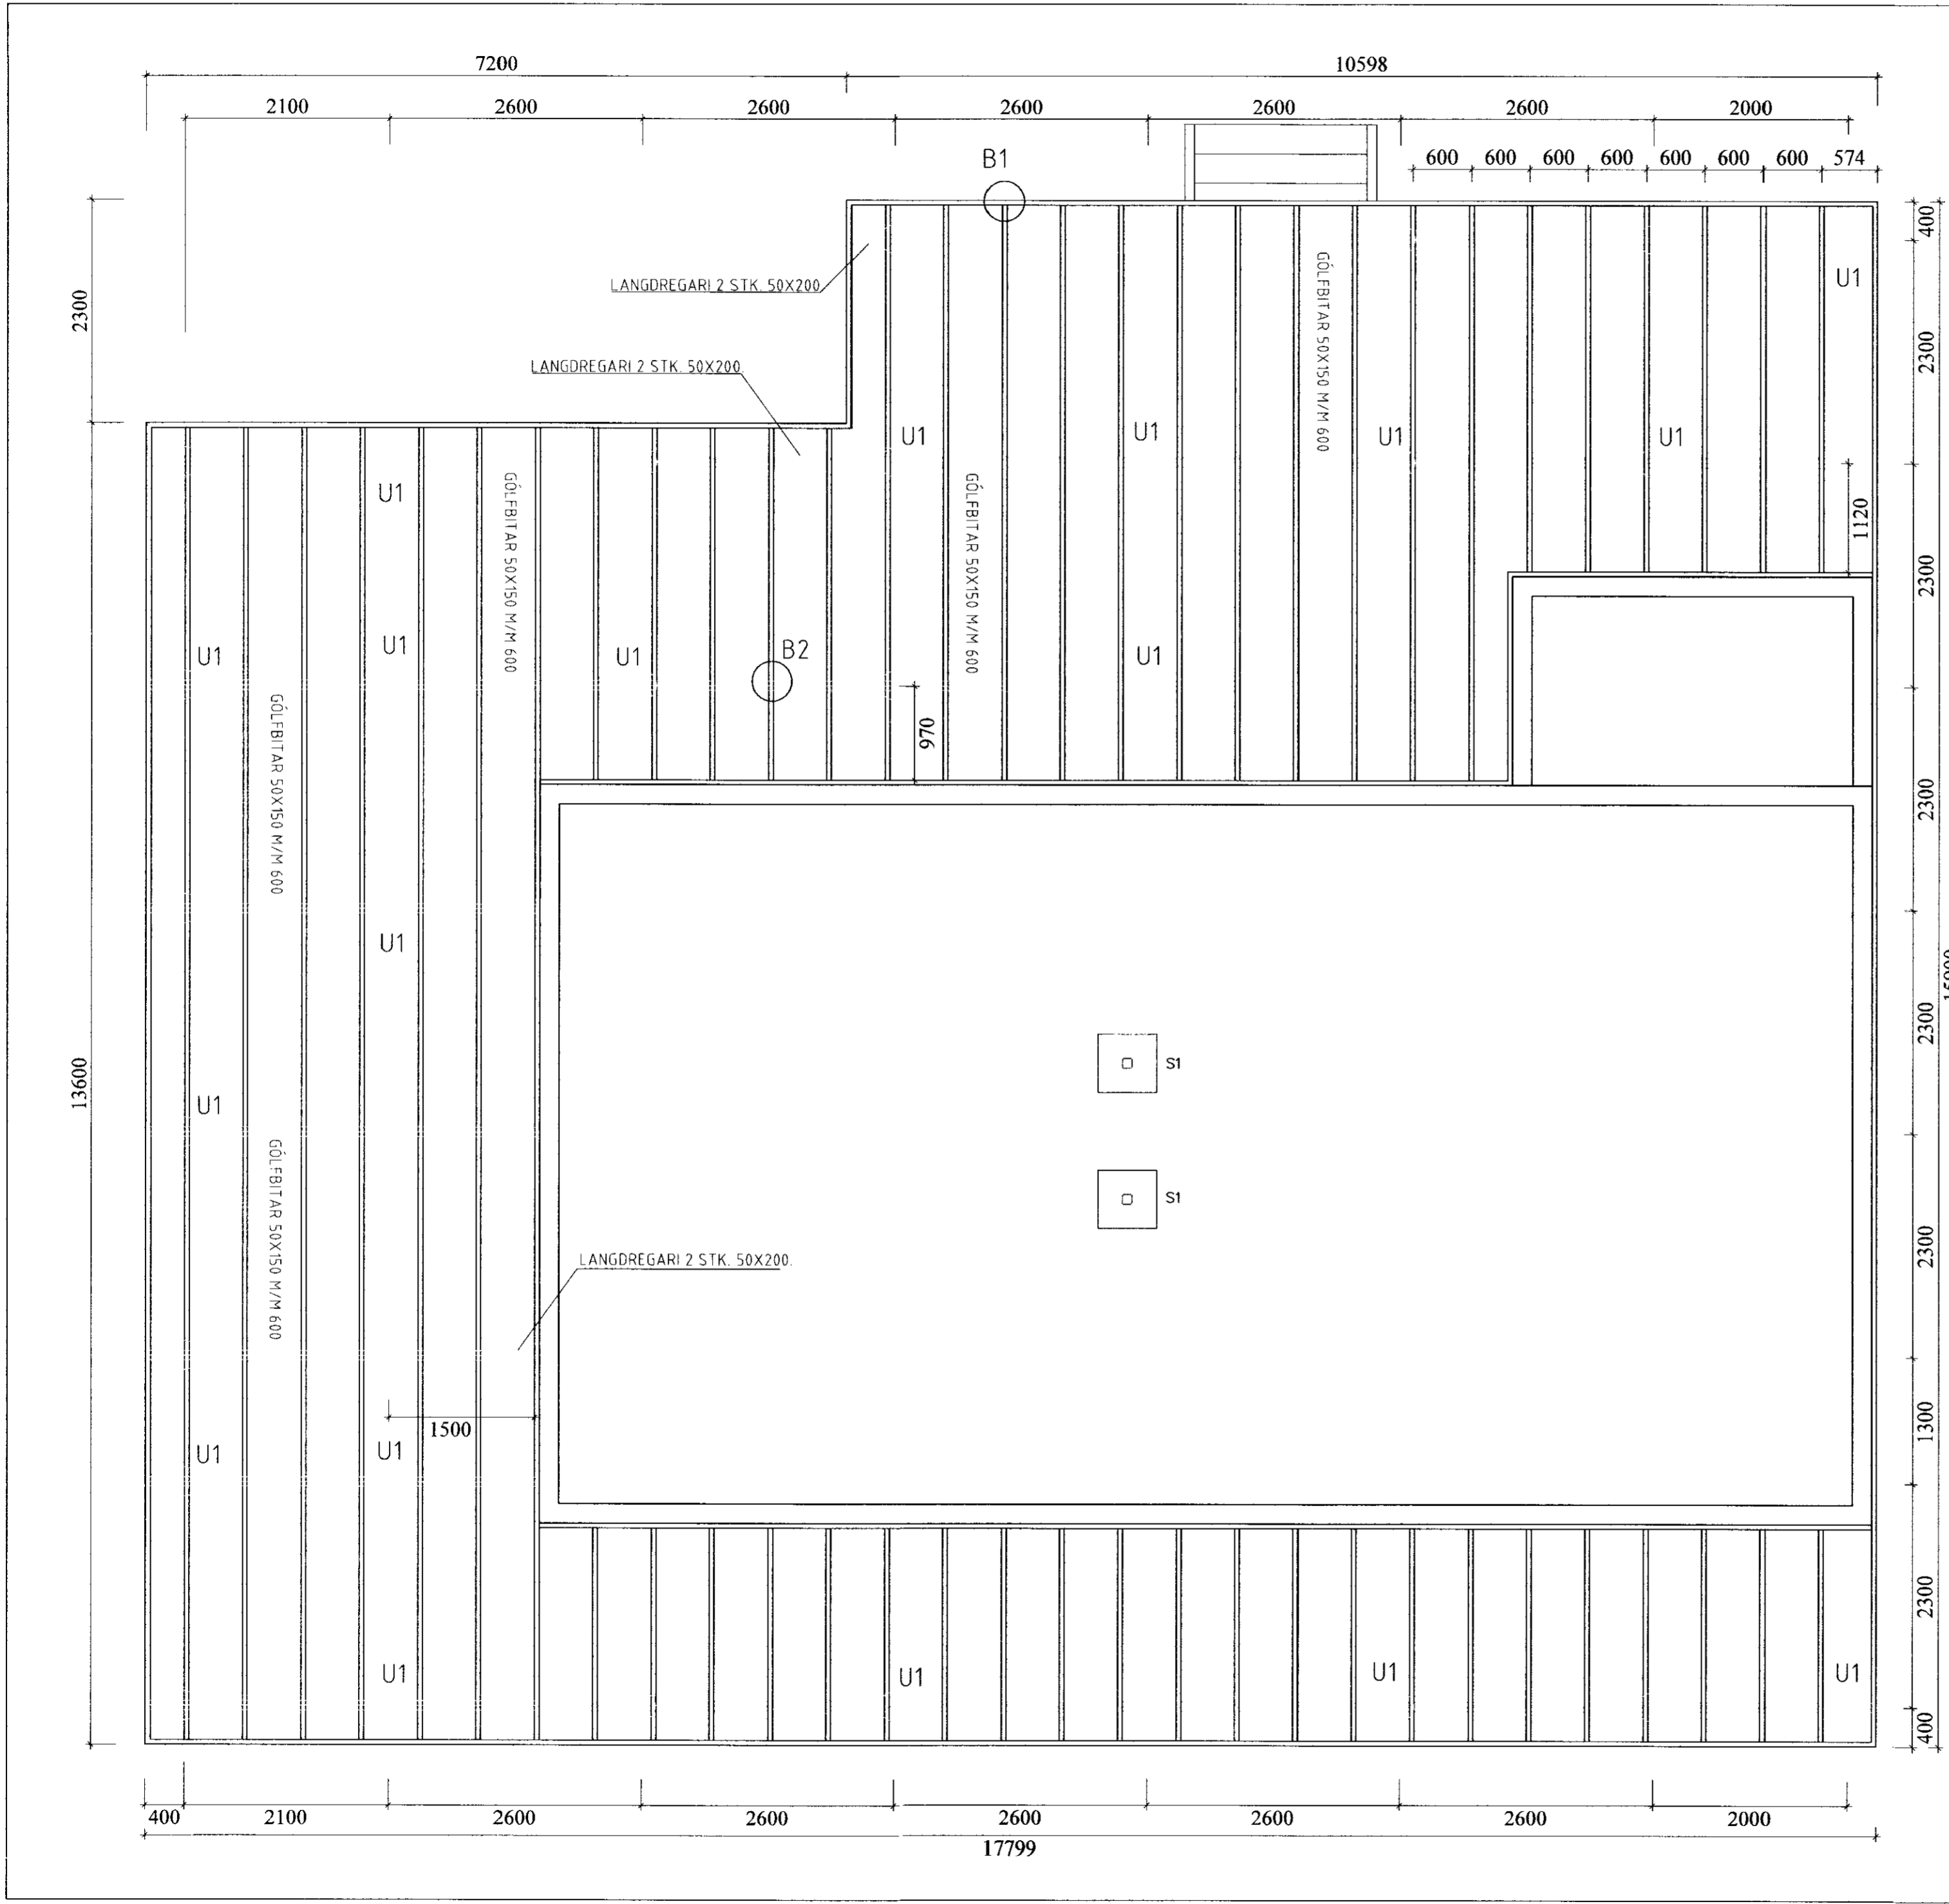 7200
10598
2100
2600
2600
2600
2600
2600
2000
B1
600
600
600
600
600
600
600
574
400
U1
LANGDREGARI 2 STK. 50X200
GÓLFBITAR 50X150 M/M 600
2300
2300
LANGDREGARI 2 STK. 50X200.
U1
U1
U1
U1
U1
GÓLFBITAR 50X150 M/M 600
GÓLFBITAR 50X150 M/M 600
1120
2300
U1
U1
U1
B2
U1
GÓLFBITAR 50X150 M/M 600
970
2300
U1
2300
S1
13600
U1
GÓLFBITAR 50X150 M/M 600
S1
2300
LANGDREGARI 2 STK. 50X200.
1500
1300
U1
U1
2300
U1
U1
U1
U1
400
400
2100
2600
2600
2600
2600
2600
2000
17799